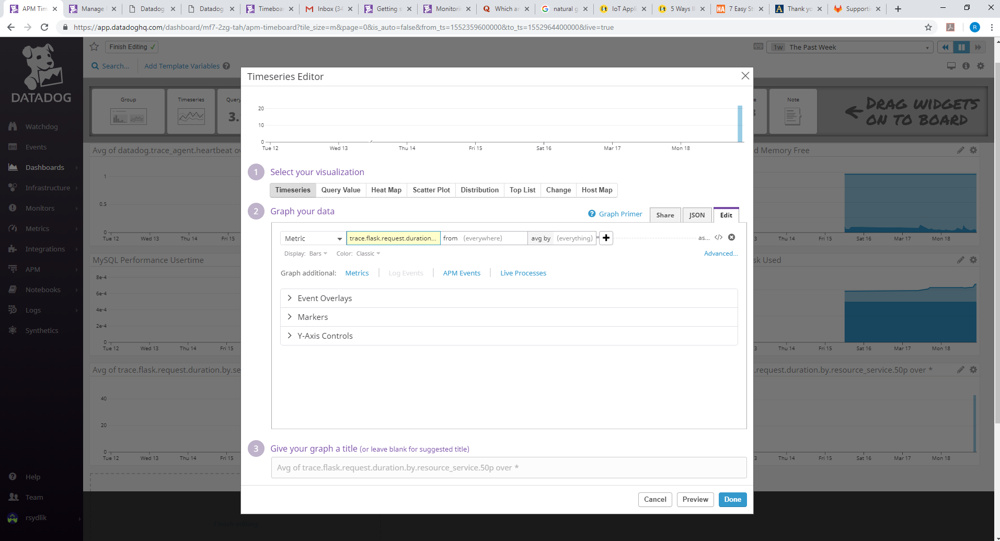 APM Tim
Manage
Datadog
Datadog
Timeboa
Inbox (34
Getting s
Monitorin
Which ar
natural g
IoT Appli
5 Ways I
7 Easy St
Thank yo
Supporti
https://app.datadoghq.com/dashboard/mf7-2zg-tah/apm-timeboard?tile_size=m&page=0&is_auto=false&from_ts=1552359600000&to_ts=1552964400000&live=true
R
DATADOG
Watchdog
Events
Dashboards
Infrastructure
Monitors
Metrics
Integrations
APM
Notebooks
Logs
Synthetics
Help
Team
rsydlik
Finish Editing ✓
1w The Past Week
Search...
Add Template Variables ?
Group
Timeseries
Query
3.
e
Note
DRAG WIDGETS
ON TO BOARD
Avg of datadog.trace_agent.heartbeat ov
1
0.5
0
Tue 12 Wed 13 Thu 14 Fri 15
MySQL Performance Usertime
8e-4
6e-4
4e-4
2e-4
0
Tue 12 Wed 13 Thu 14 Fri 15
Avg of trace.flask.request.duration.by.se
40
20
0
Tue 12 Wed 13 Thu 14 Fri 15
Timeseries Editor
20
10
0
Tue 12 Wed 13 Thu 14 Fri 15 Sat 16 Mar 17 Mon 18
1 Select your visualization
Timeseries Query Value Heat Map Scatter Plot Distribution Top List Change Host Map
2 Graph your data
? Graph Primer Share JSON Edit
Metric trace.flask.request.duration... from (everywhere) avg by (everything) + as... </>
Display: Bars Color: Classic Advanced...
Graph additional: Metrics | Log Events | APM Events | Live Processes
Event Overlays
Markers
Y-Axis Controls
3 Give your graph a title (or leave blank for suggested title)
Avg of trace.flask.request.duration.by.resource_service.50p over *
Cancel Preview Done
d Memory Free
3 Thu 14 Fri 15 Sat 16 Mar 17 Mon 18
sk Used
3 Thu 14 Fri 15 Sat 16 Mar 17 Mon 18
.request.duration.by.resource_service.50p over *
Thu 14 Fri 15 Sat 16 Mar 17 Mon 18